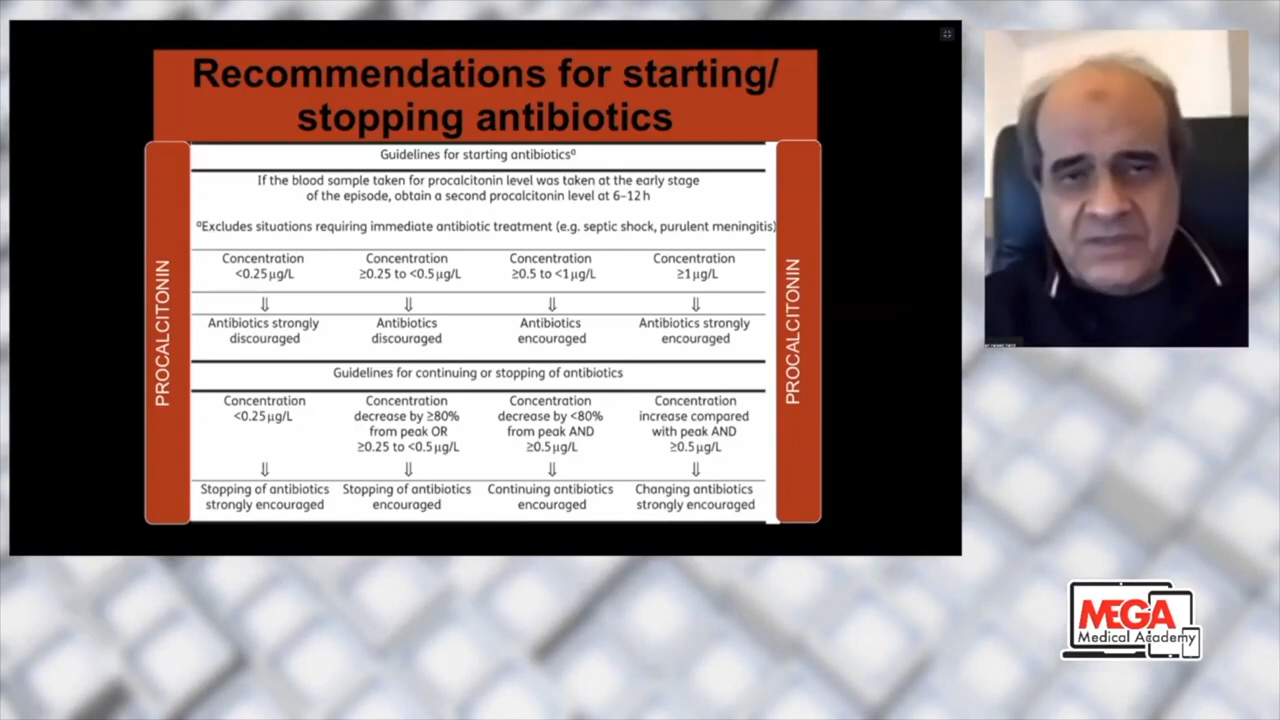 Recommendations for starting/
stopping antibiotics
PROCALCITONIN
Guidelines for starting antibioticsᵃ
If the blood sample taken for procalcitonin level was taken at the early stage
of the episode, obtain a second procalcitonin level at 6–12 h
ᵃExcludes situations requiring immediate antibiotic treatment (e.g. septic shock, purulent meningitis)
Concentration
<0.25 µg/L
Concentration
≥0.25 to <0.5 µg/L
Concentration
≥0.5 to <1 µg/L
Concentration
≥1 µg/L
⇓ ⇓ ⇓ ⇓
Antibiotics strongly
discouraged
Antibiotics
discouraged
Antibiotics
encouraged
Antibiotics strongly
encouraged
Guidelines for continuing or stopping of antibiotics
Concentration
<0.25 µg/L
Concentration
decrease by ≥80%
from peak OR
≥0.25 to <0.5 µg/L
Concentration
decrease by <80%
from peak AND
≥0.5 µg/L
Concentration
increase compared
with peak AND
≥0.5 µg/L
⇓ ⇓ ⇓ ⇓
Stopping of antibiotics
strongly encouraged
Stopping of antibiotics
encouraged
Continuing antibiotics
encouraged
Changing antibiotics
strongly encouraged
PROCALCITONIN
MEGA
Medical Academy